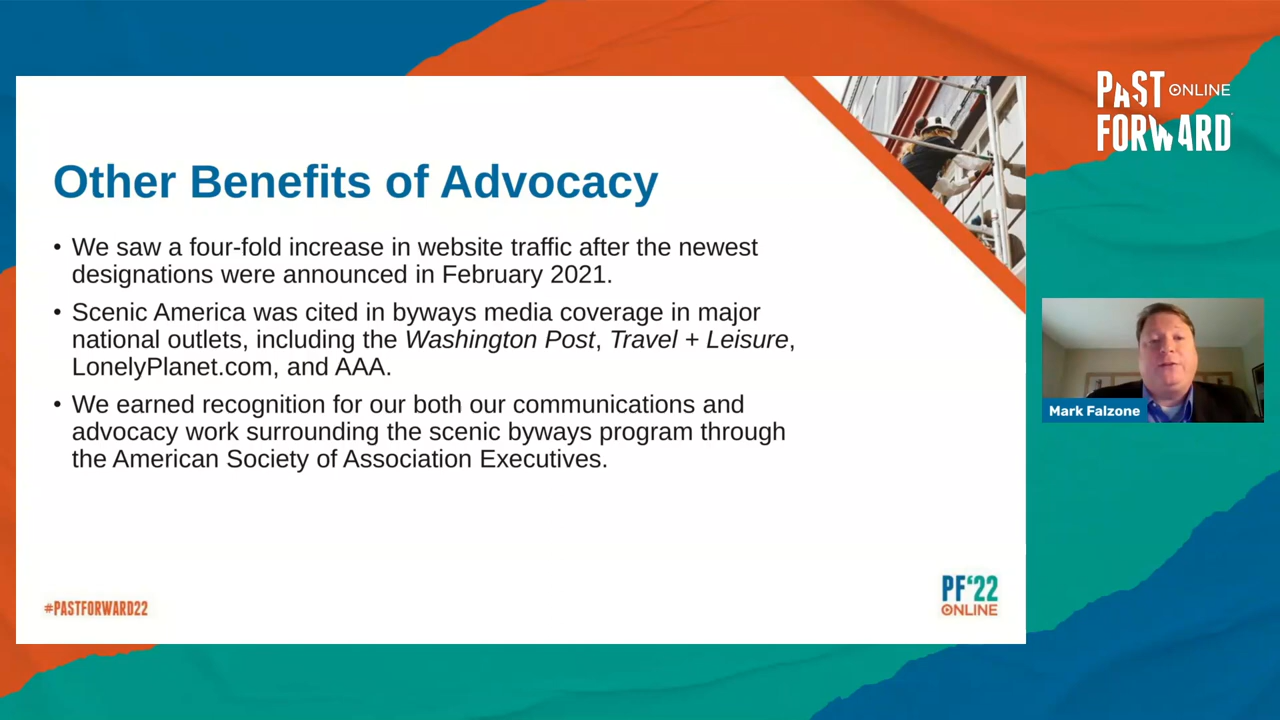 Other Benefits of Advocacy
• We saw a four-fold increase in website traffic after the newest
designations were announced in February 2021.
• Scenic America was cited in byways media coverage in major
national outlets, including the Washington Post, Travel + Leisure,
LonelyPlanet.com, and AAA.
• We earned recognition for our both our communications and
advocacy work surrounding the scenic byways program through
the American Society of Association Executives.
#PASTFORWARD22
PF'22
ONLINE
PAST ONLINE
FORWARD
Mark Falzone